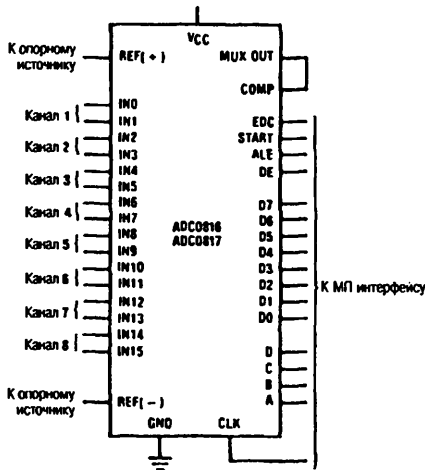 VCC
К опорному
источнику
REF(+)
MUX OUT
COMP
Канал 1
IN0
IN1
EDC
Канал 2
IN2
IN3
START
ALE
Канал 3
IN4
IN5
DE
Канал 4
IN6
IN7
D7
D6
Канал 5
IN8
IN9
ADC0816
ADC0817
D5
D4
Канал 6
IN10
IN11
D3
D2
К МП интерфейсу
Канал 7
IN12
IN13
D1
D0
Канал 8
IN14
IN15
D
C
B
A
К опорному
источнику
REF(−)
GND
CLK